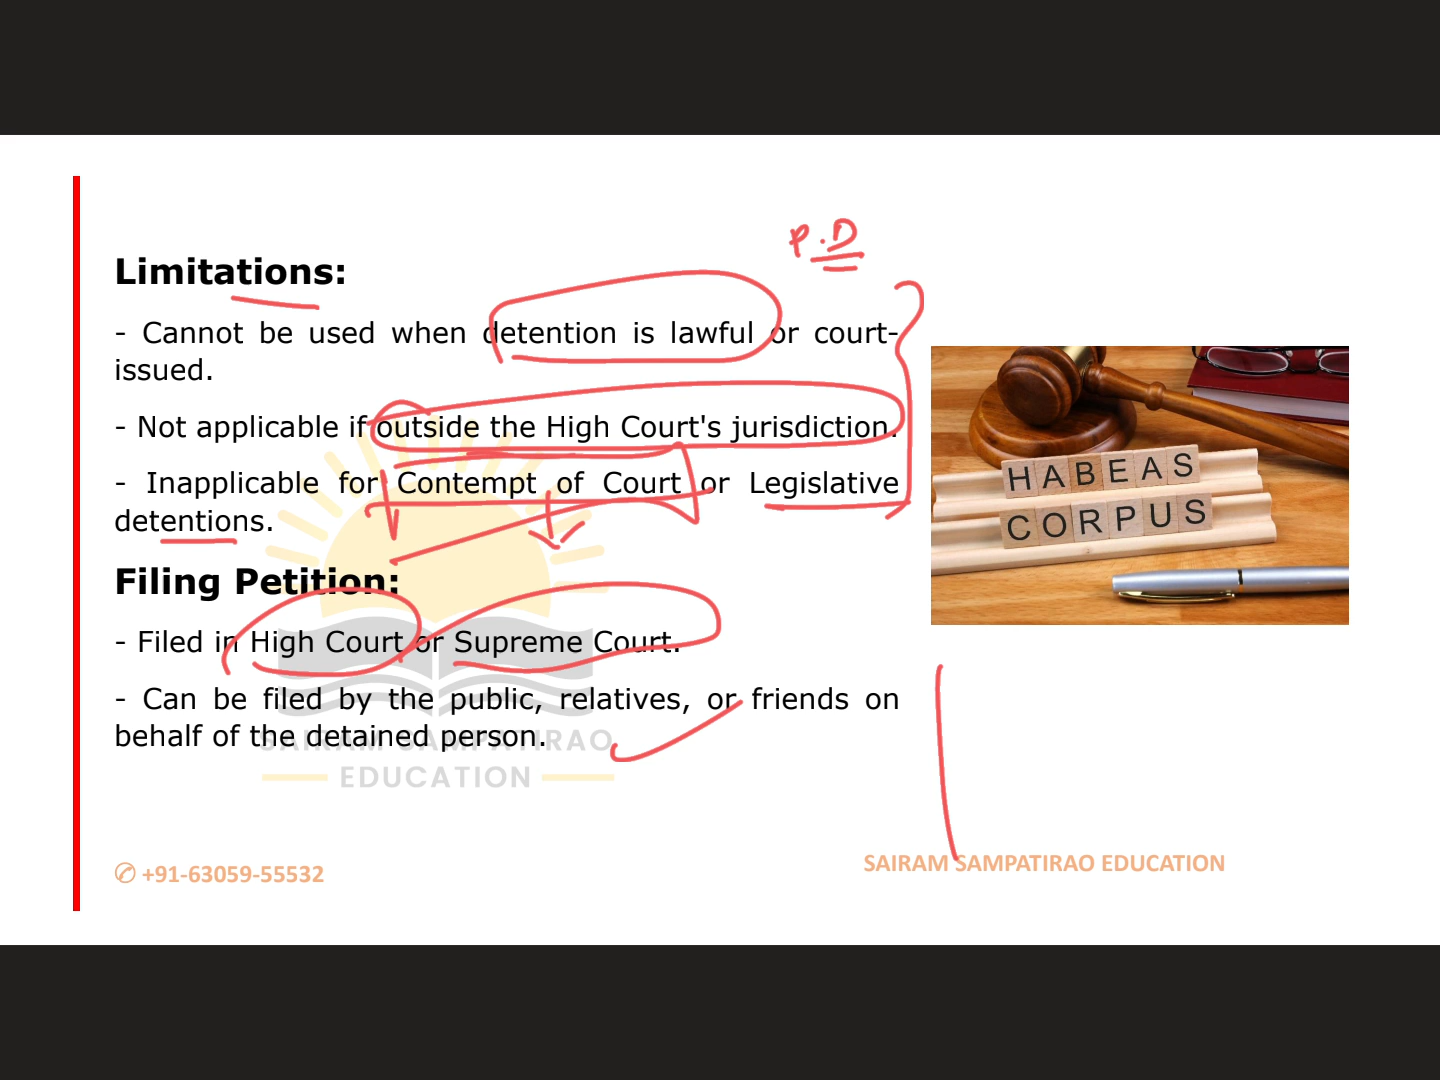 P.D
Limitations:
- Cannot be used when detention is lawful or court-
issued.
- Not applicable if outside the High Court's jurisdiction.
- Inapplicable for Contempt of Court or Legislative
detentions.
HABEAS
CORPUS
Filing Petition:
- Filed in High Court or Supreme Court.
- Can be filed by the public, relatives, or friends on
behalf of the detained person.
SAIRAM SAMPATIRAO
EDUCATION
✆ +91-63059-55532
SAIRAM SAMPATIRAO EDUCATION